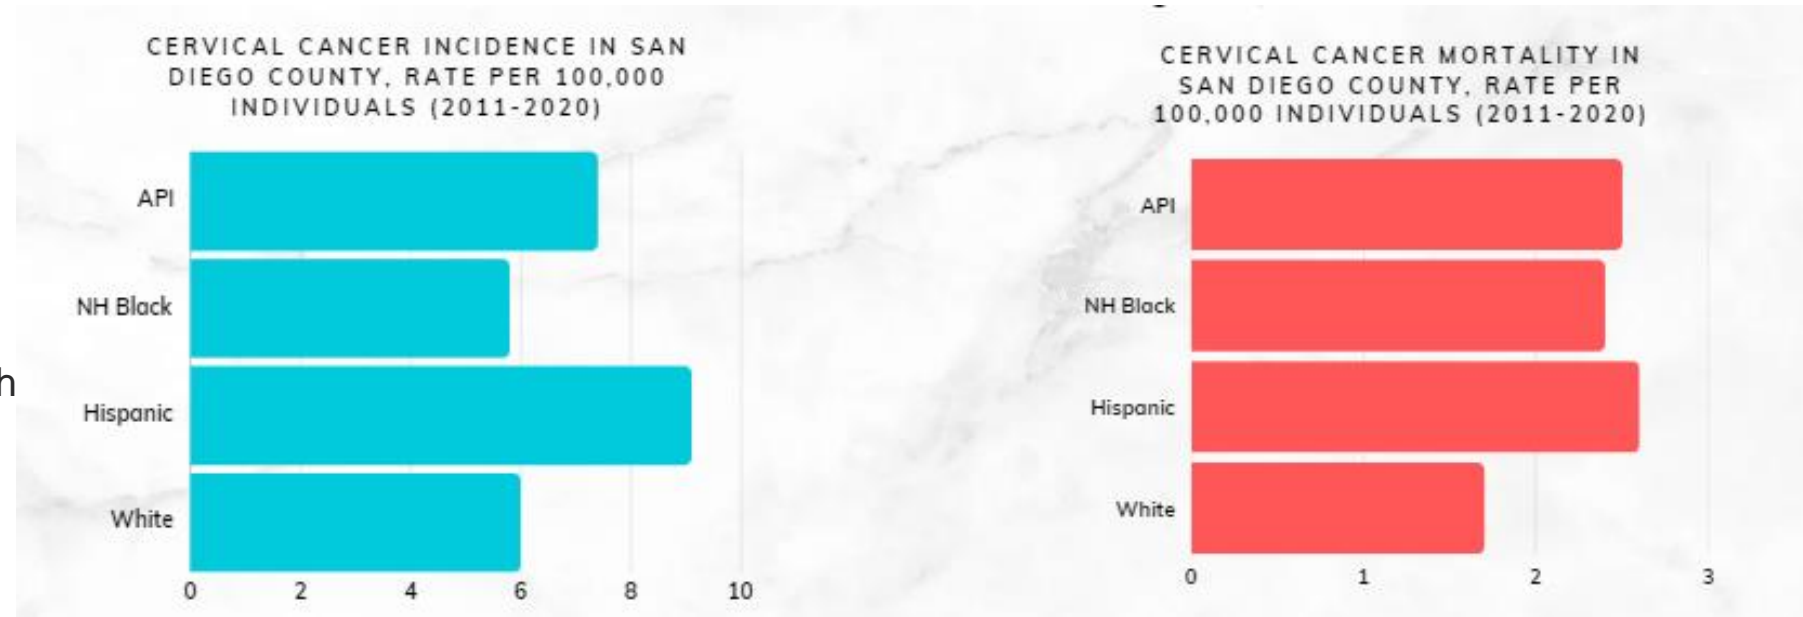 CERVICAL CANCER INCIDENCE IN SAN
DIEGO COUNTY, RATE PER 100,000
INDIVIDUALS (2011-2020)
API
NH Black
h
Hispanic
White
0 2 4 6 8 10
CERVICAL CANCER MORTALITY IN
SAN DIEGO COUNTY, RATE PER
100,000 INDIVIDUALS (2011-2020)
API
NH Black
Hispanic
White
0 1 2 3